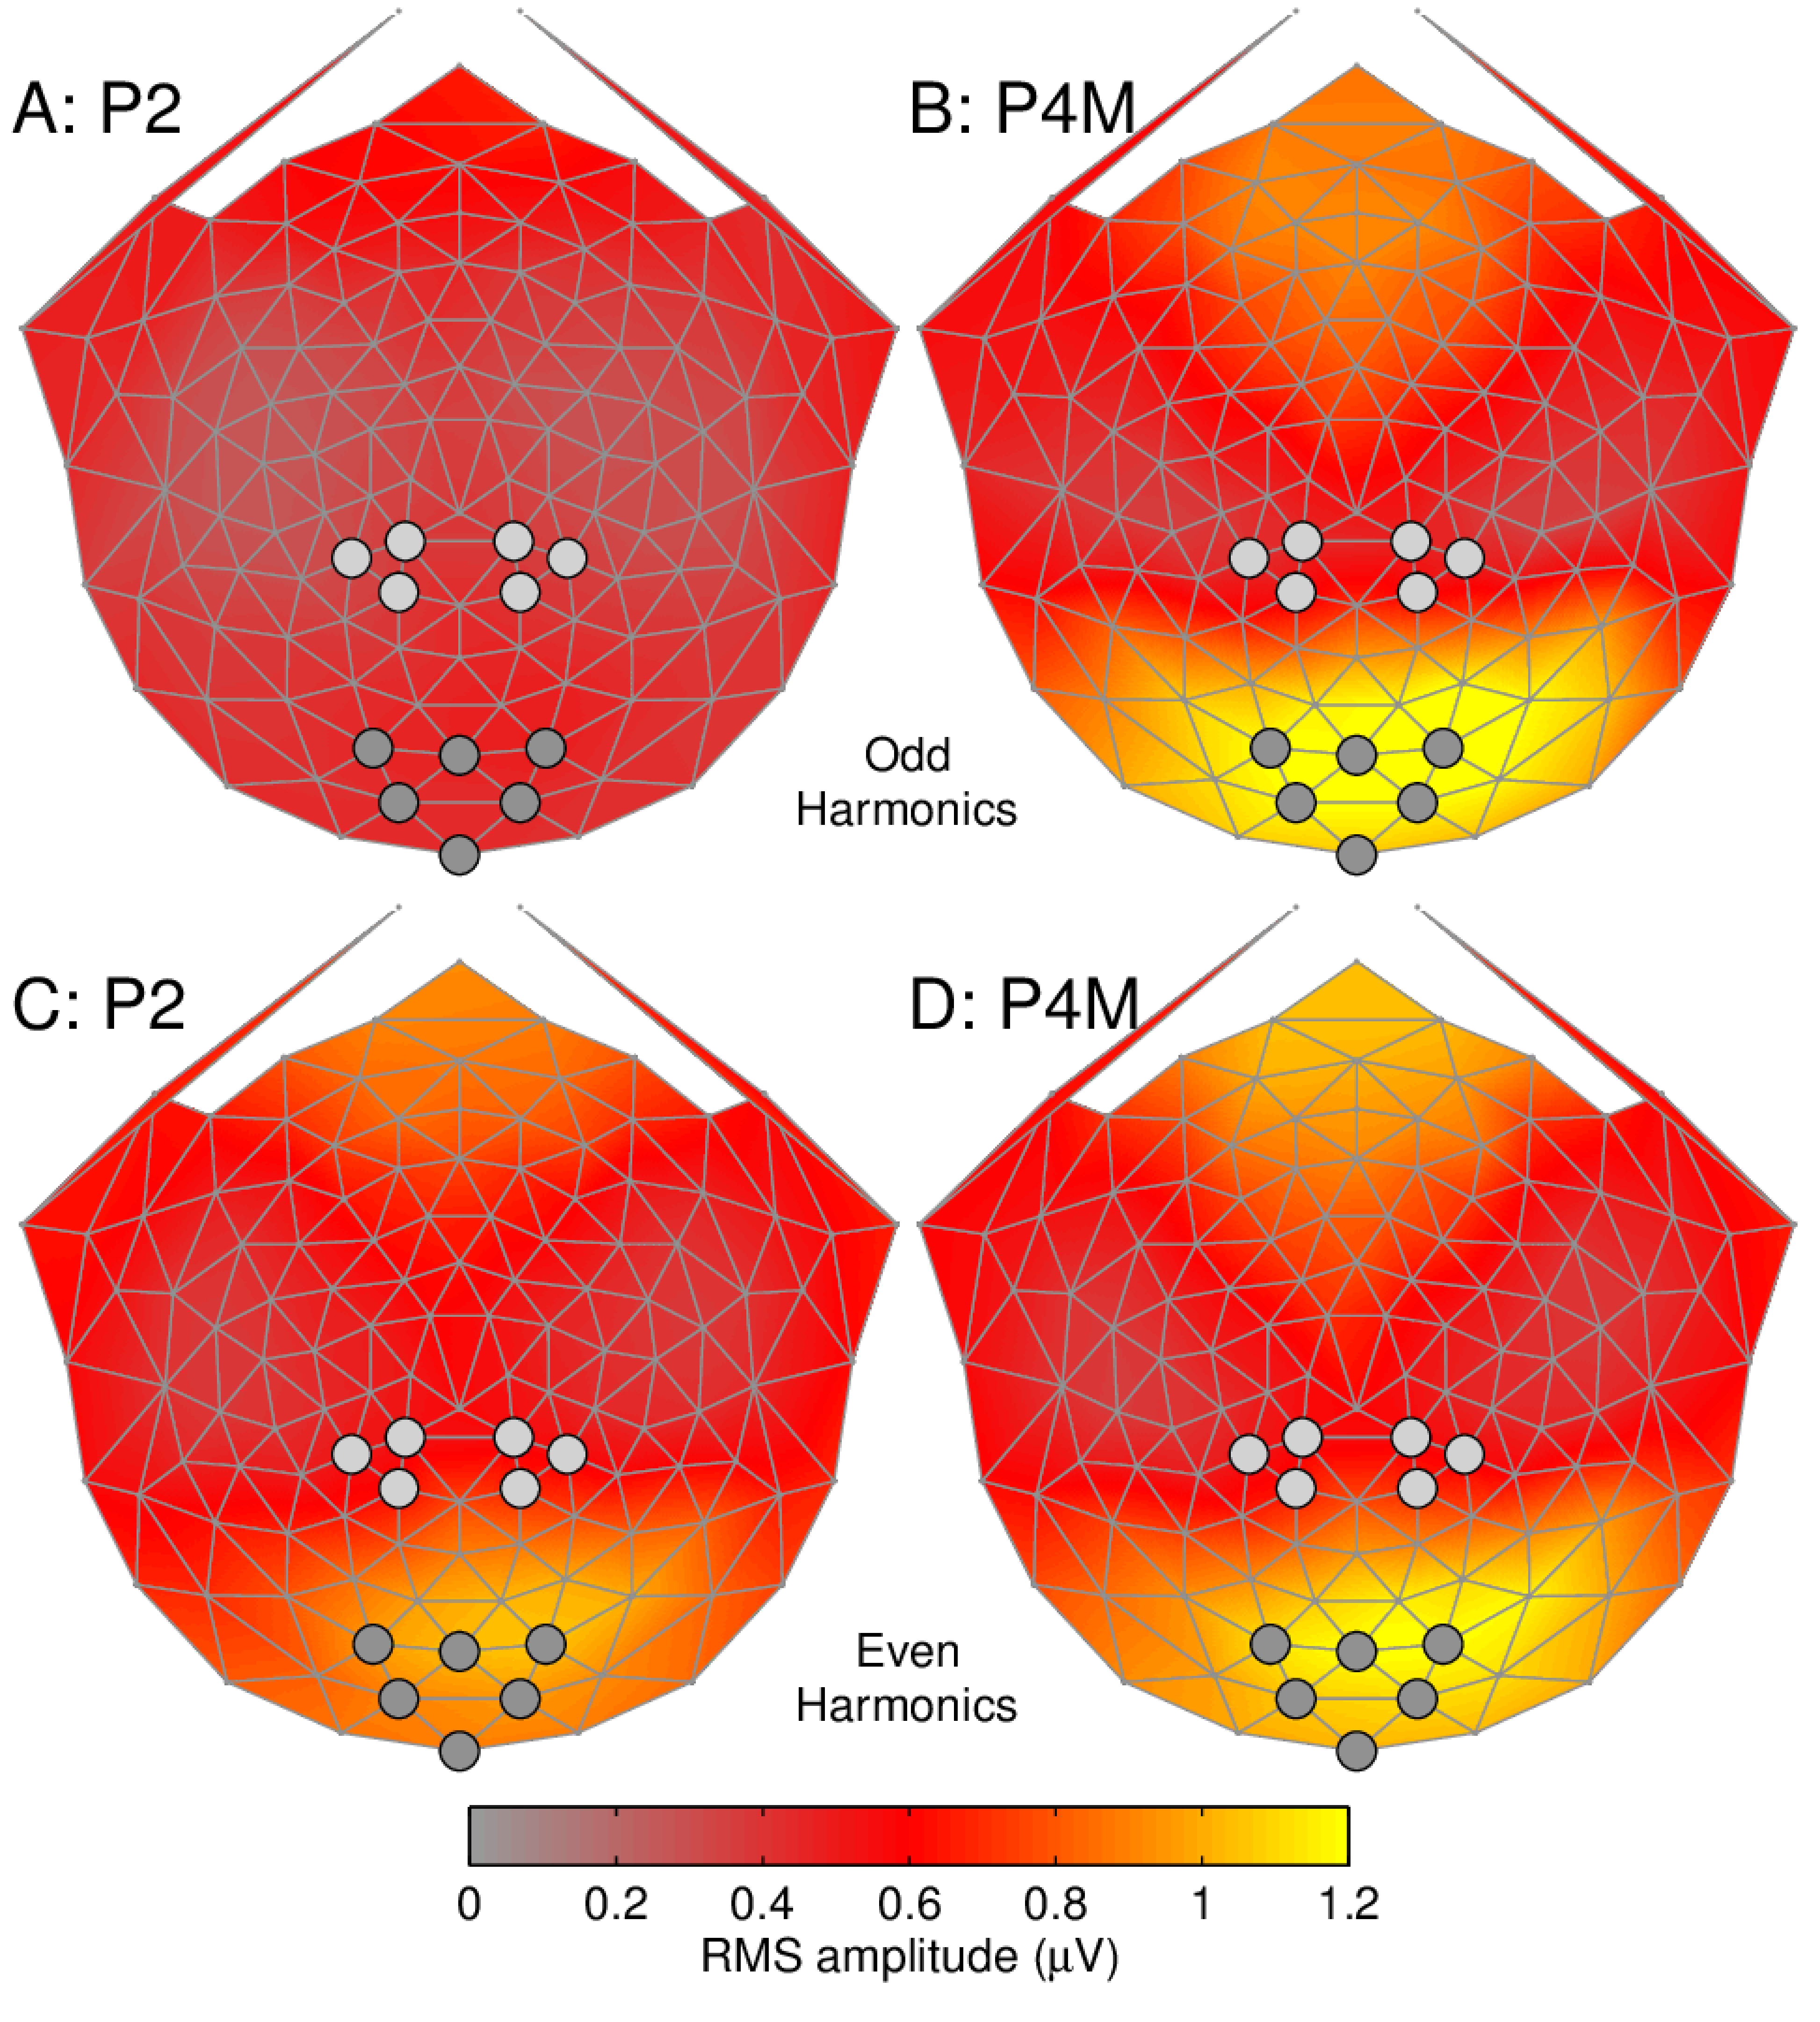 A: P2
B: P4M
Odd
Harmonics
C: P2
D: P4M
Even
Harmonics
0 0.2 0.4 0.6 0.8 1 1.2
RMS amplitude (μV)